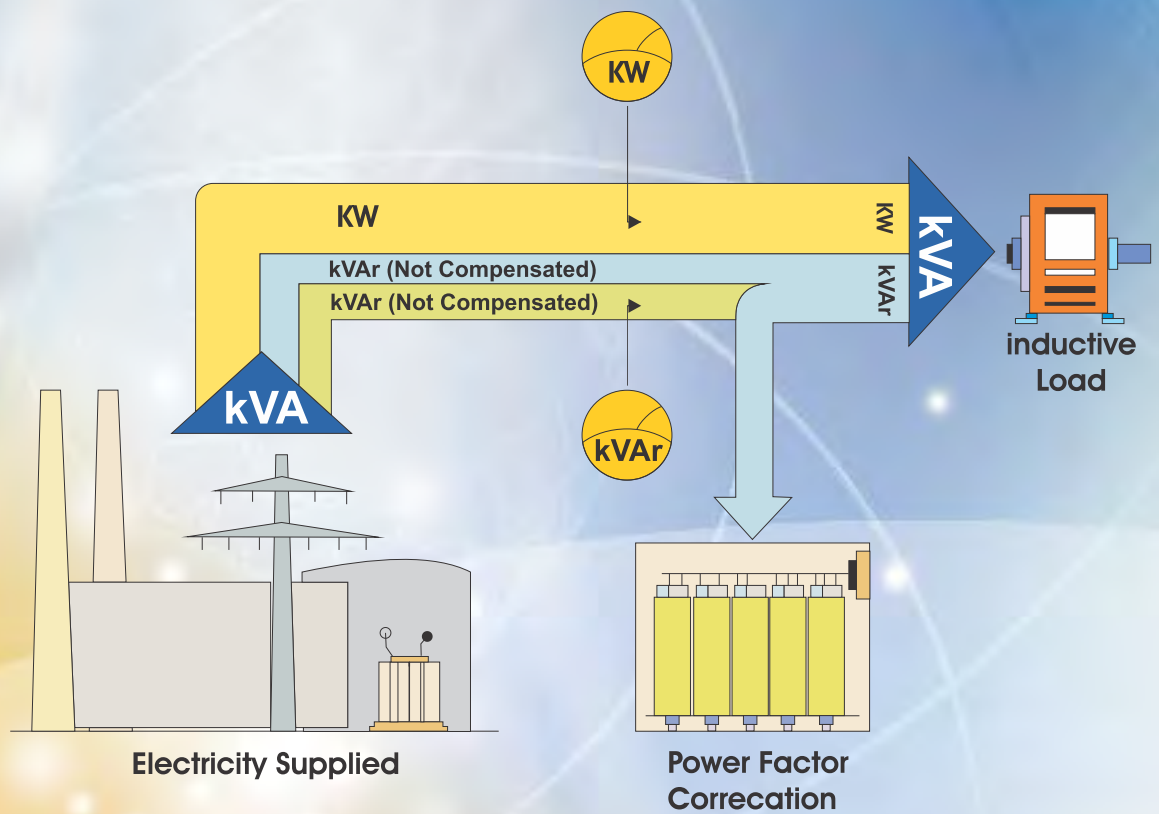 KW
KW
KW
kVAr (Not Compensated)
kVAr (Not Compensated)
kVAr
kVA
inductive
Load
kVA
kVAr
Electricity Supplied
Power Factor
Correcation